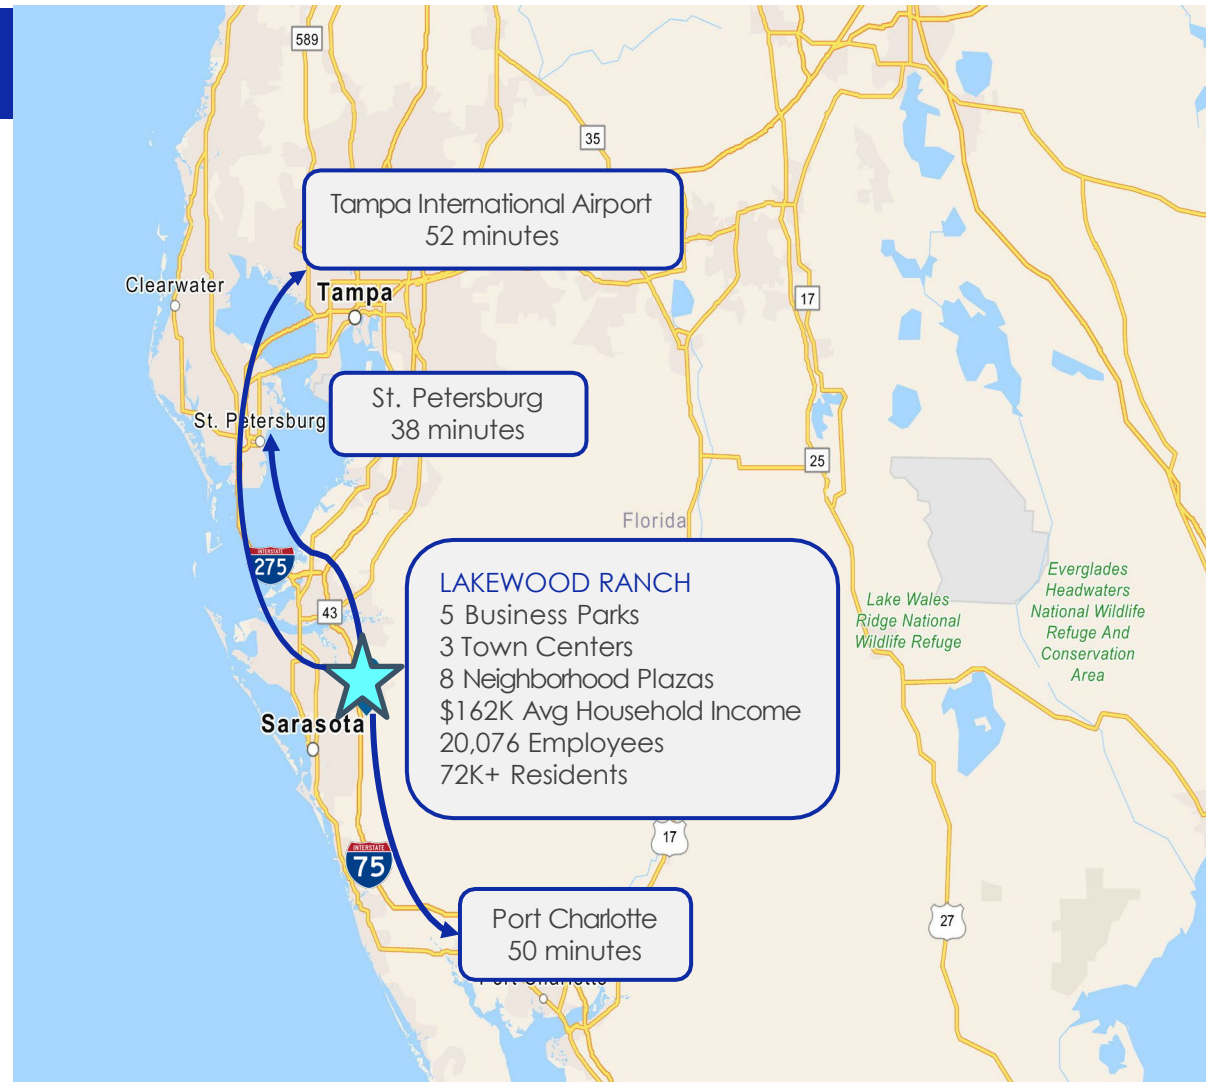 589
35
Tampa International Airport
52 minutes
Clearwater
Tampa
17
St. Petersburg
38 minutes
St. Petersburg
25
Florida
INTERSTATE
275
LAKEWOOD RANCH
5 Business Parks
3 Town Centers
8 Neighborhood Plazas
$162K Avg Household Income
20,076 Employees
72K+ Residents
43
Lake Wales
Ridge National
Wildlife Refuge
Everglades
Headwaters
National Wildlife
Refuge And
Conservation
Area
Sarasota
17
INTERSTATE
75
Port Charlotte
50 minutes
27
Port Charlotte